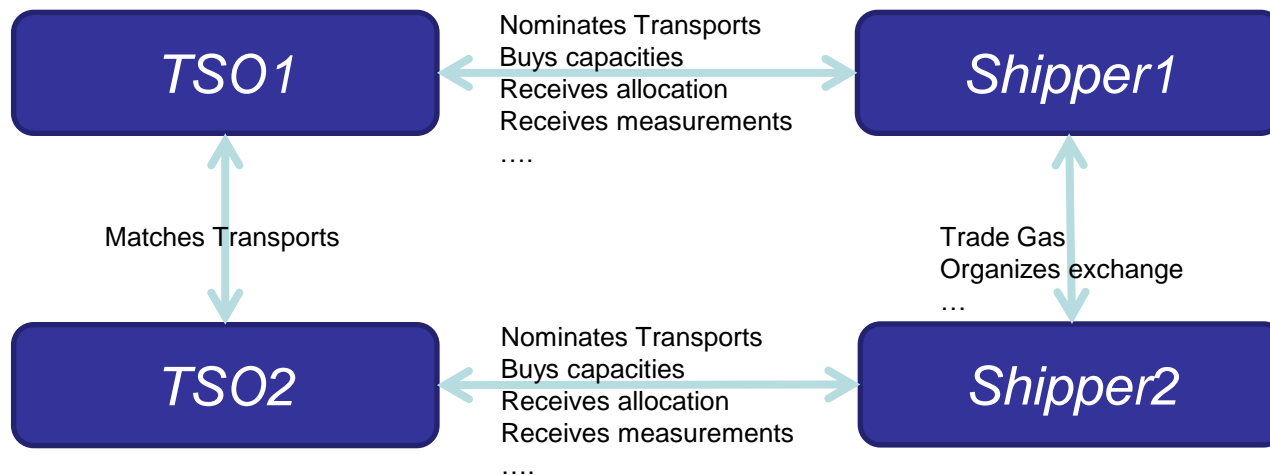 TSO1
Nominates Transports
Buys capacities
Receives allocation
Receives measurements
….
Shipper1
Matches Transports
Trade Gas
Organizes exchange
…
TSO2
Nominates Transports
Buys capacities
Receives allocation
Receives measurements
….
Shipper2